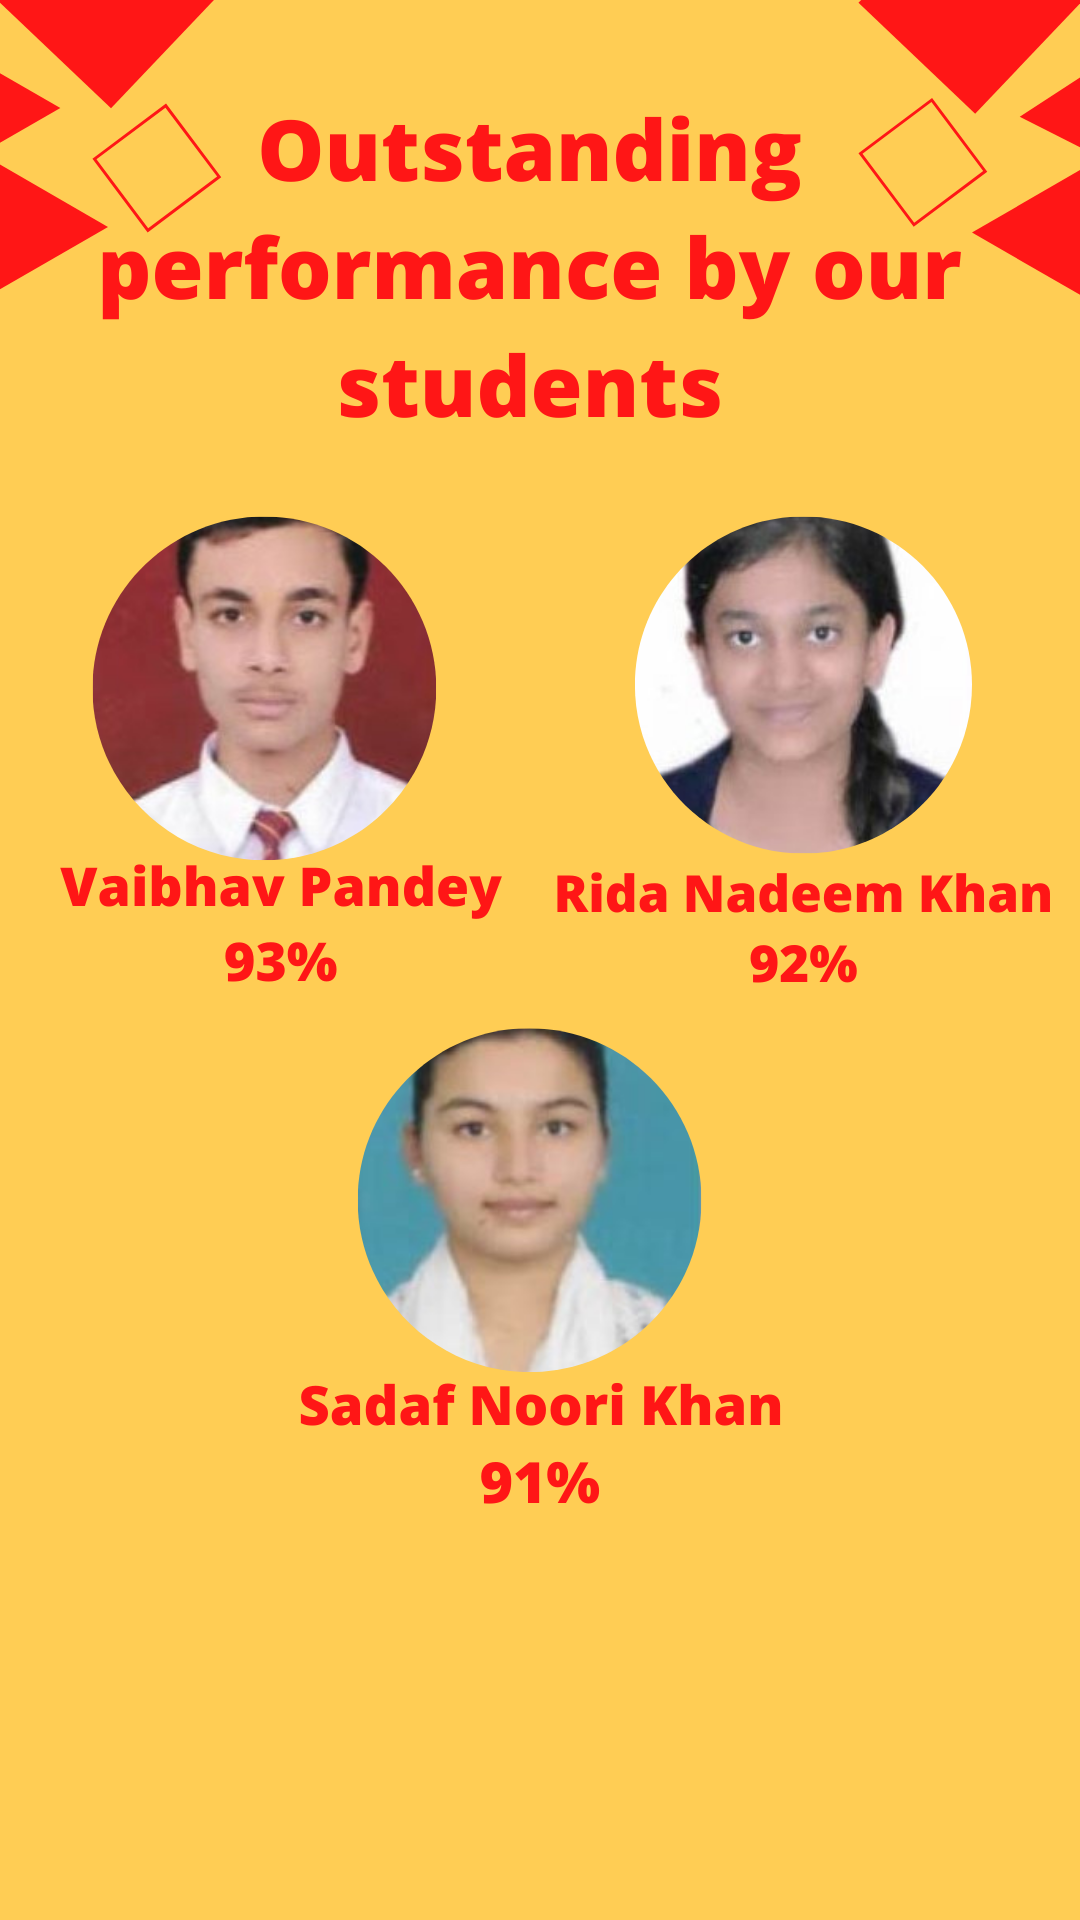 Outstanding
performance by our
students
Vaibhav Pandey
93%
Rida Nadeem Khan
92%
Sadaf Noori Khan
91%